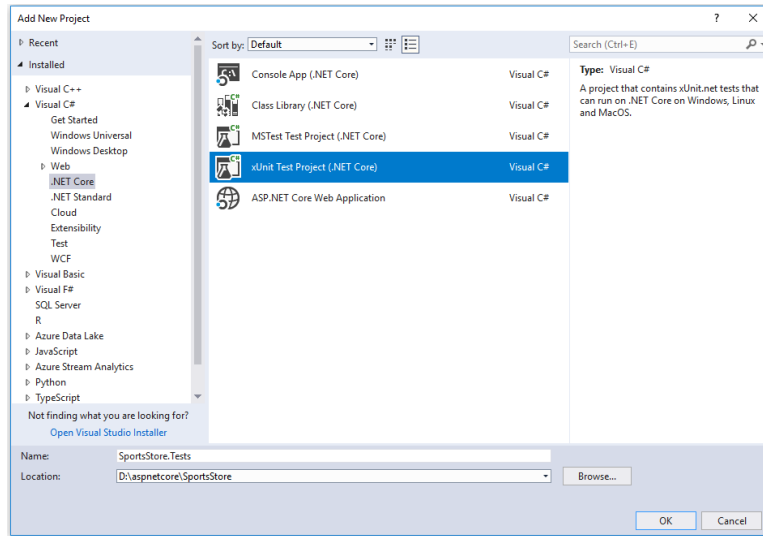 Add New Project
?
Recent
Installed
Visual C++
Visual C#
Get Started
Windows Universal
Windows Desktop
Web
.NET Core
.NET Standard
Cloud
Extensibility
Test
WCF
Visual Basic
Visual F#
SQL Server
R
Azure Data Lake
JavaScript
Azure Stream Analytics
Python
TypeScript
Not finding what you are looking for?
Open Visual Studio Installer
Sort by: Default
Console App (.NET Core) Visual C#
Class Library (.NET Core) Visual C#
MSTest Test Project (.NET Core) Visual C#
xUnit Test Project (.NET Core) Visual C#
ASP.NET Core Web Application Visual C#
Search (Ctrl+E)
Type: Visual C#
A project that contains xUnit.net tests that
can run on .NET Core on Windows, Linux
and MacOS.
Name: SportsStore.Tests
Location: D:\aspnetcore\SportsStore Browse...
OK Cancel